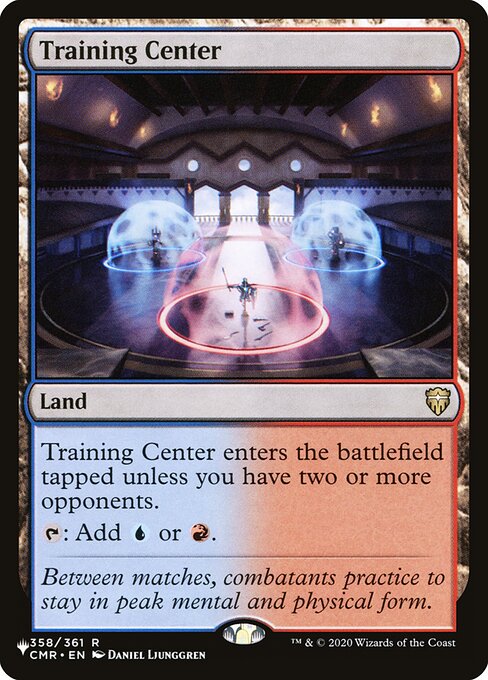 Training Center
Land
Training Center enters the battlefield
tapped unless you have two or more
opponents.
: Add or .
Between matches, combatants practice to
stay in peak mental and physical form.
358/361 R
CMR • EN Daniel Ljunggren
™ & © 2020 Wizards of the Coast